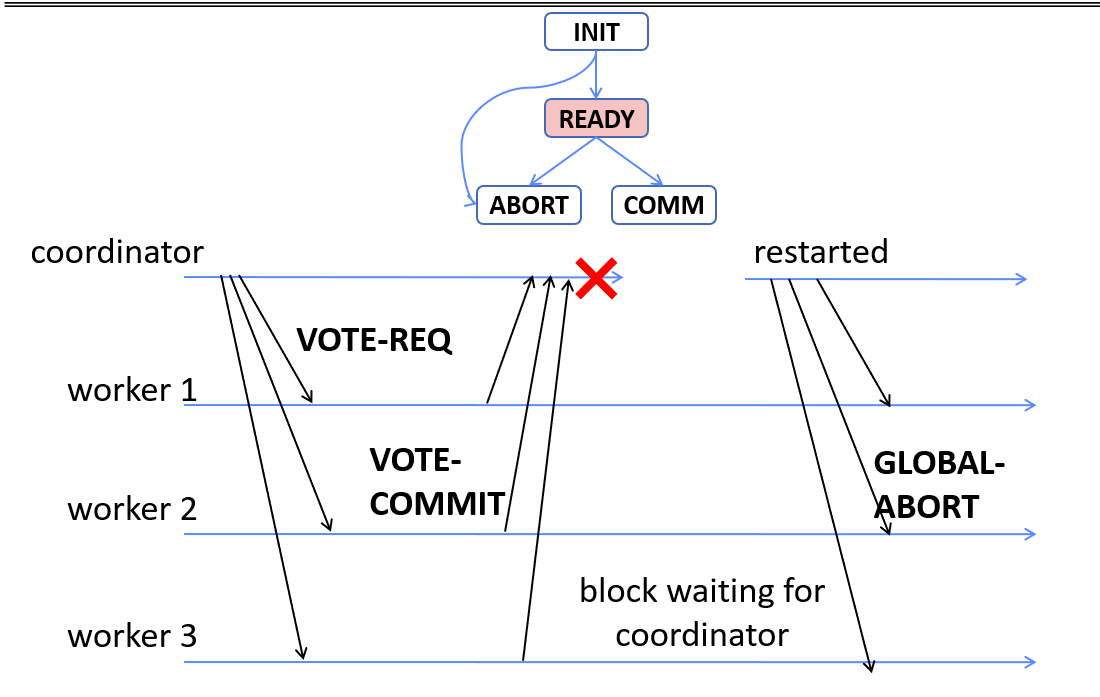 INIT
READY
ABORT
COMM
coordinator
restarted
VOTE-REQ
worker 1
VOTE-
COMMIT
GLOBAL-
ABORT
worker 2
block waiting for
coordinator
worker 3